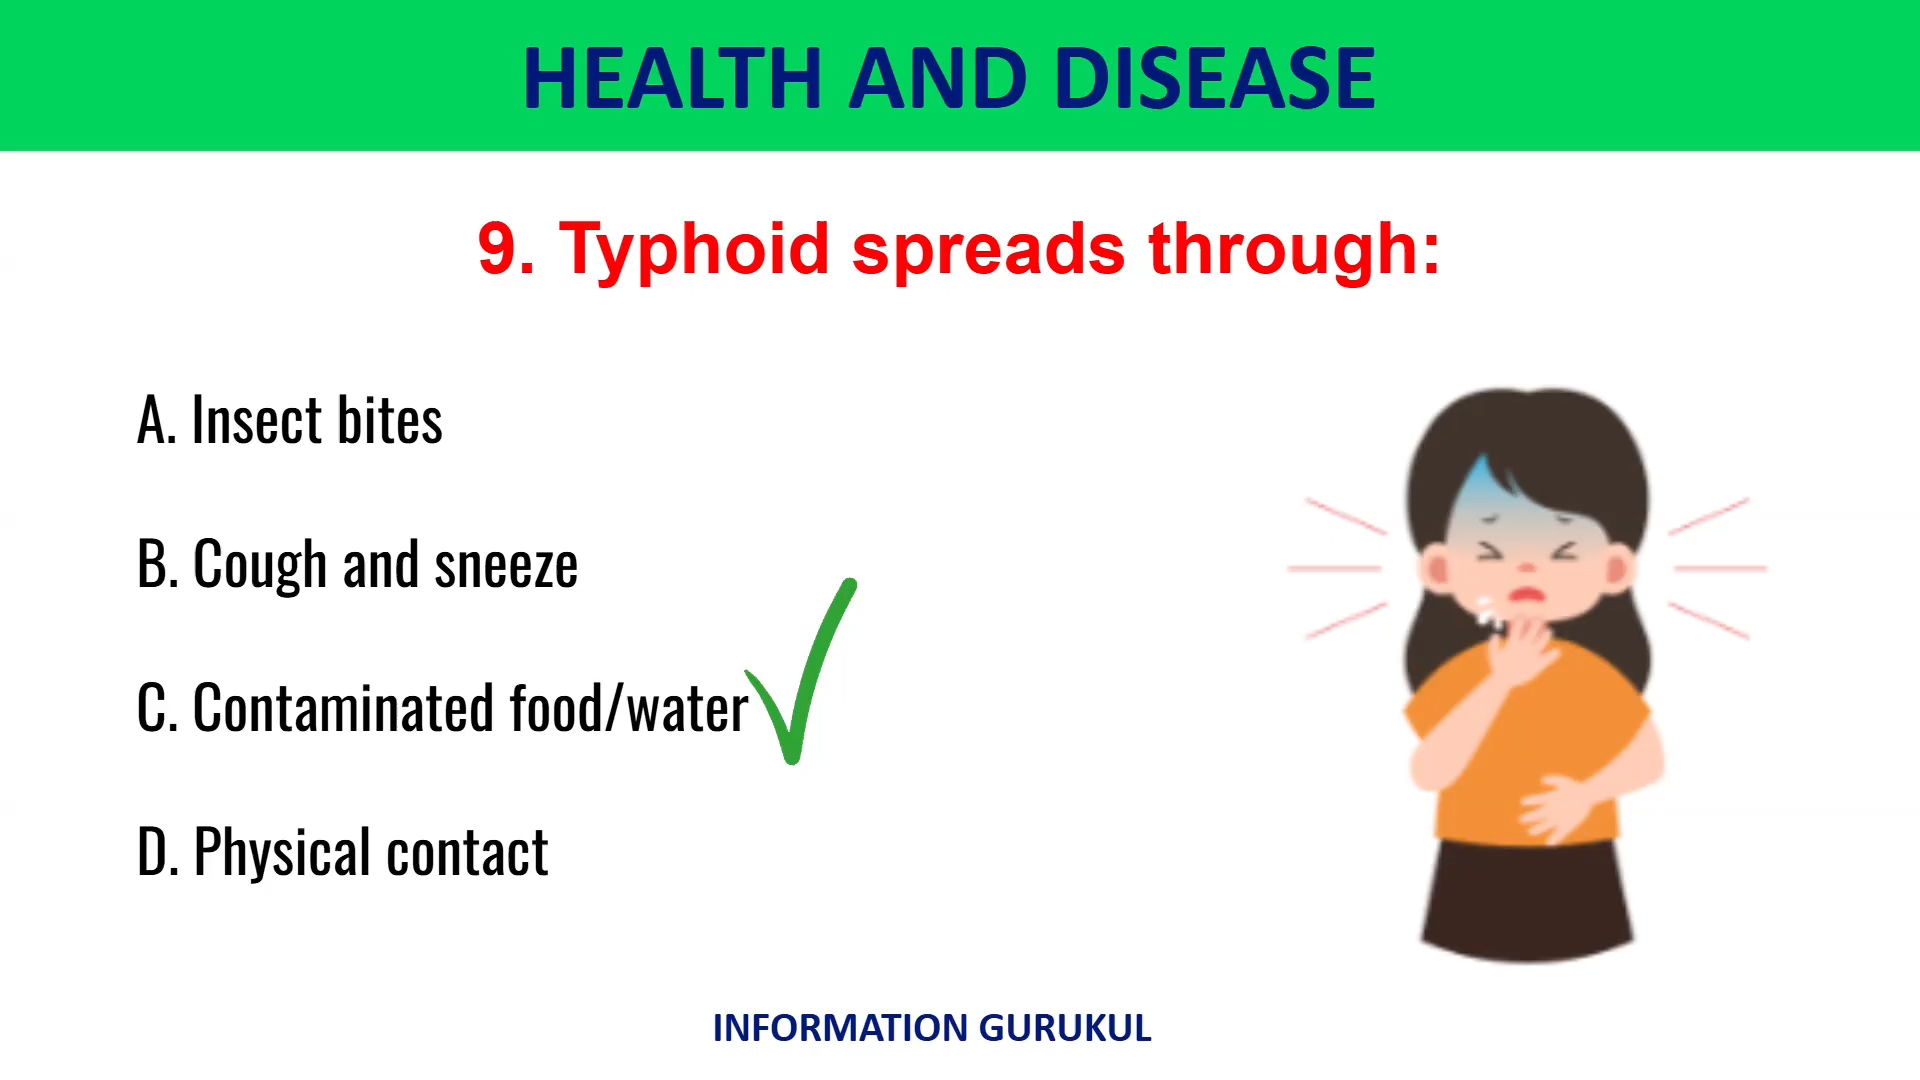 HEALTH AND DISEASE
9. Typhoid spreads through:
A. Insect bites
B. Cough and sneeze
C. Contaminated food/water
D. Physical contact
INFORMATION GURUKUL